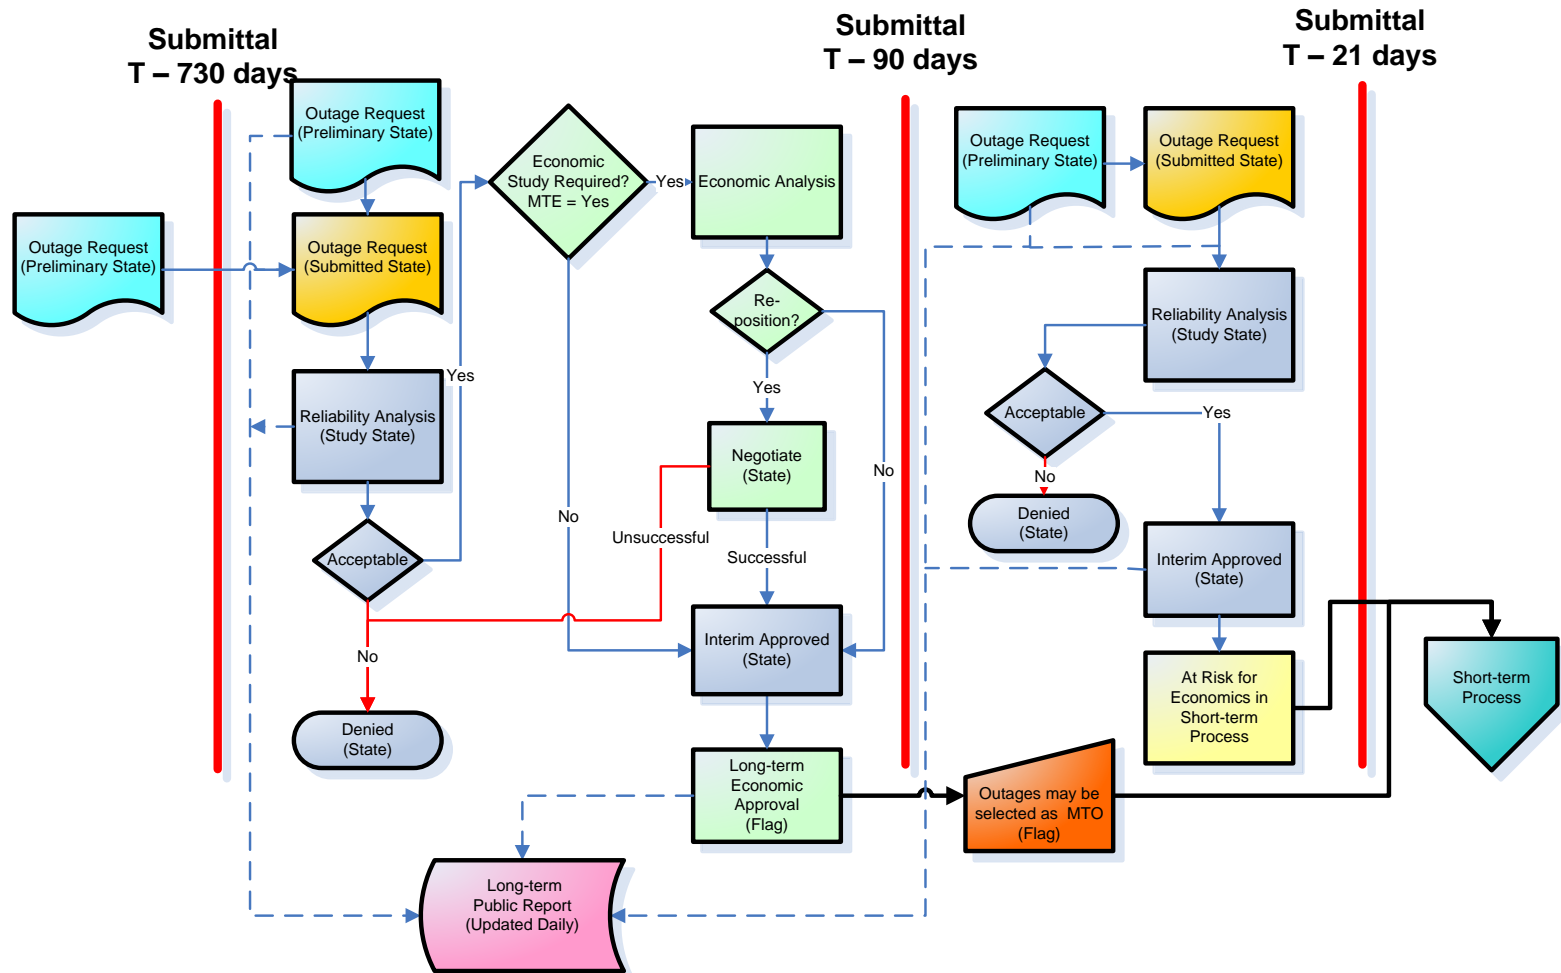 Submittal
T – 730 days
Submittal
T – 90 days
Submittal
T – 21 days
Outage Request
(Preliminary State)
Outage Request
(Preliminary State)
Outage Request
(Submitted State)
Reliability Analysis
(Study State)
Acceptable
Yes
No
Denied
(State)
Economic
Study Required?
MTE = Yes
Yes
No
Economic Analysis
Re-
position?
Yes
No
Negotiate
(State)
Unsuccessful
Successful
Interim Approved
(State)
Long-term
Economic
Approval
(Flag)
Long-term
Public Report
(Updated Daily)
Outage Request
(Preliminary State)
Outage Request
(Submitted State)
Reliability Analysis
(Study State)
Acceptable
Yes
No
Denied
(State)
Interim Approved
(State)
At Risk for
Economics in
Short-term
Process
Outages may be
selected as  MTO
(Flag)
Short-term
Process